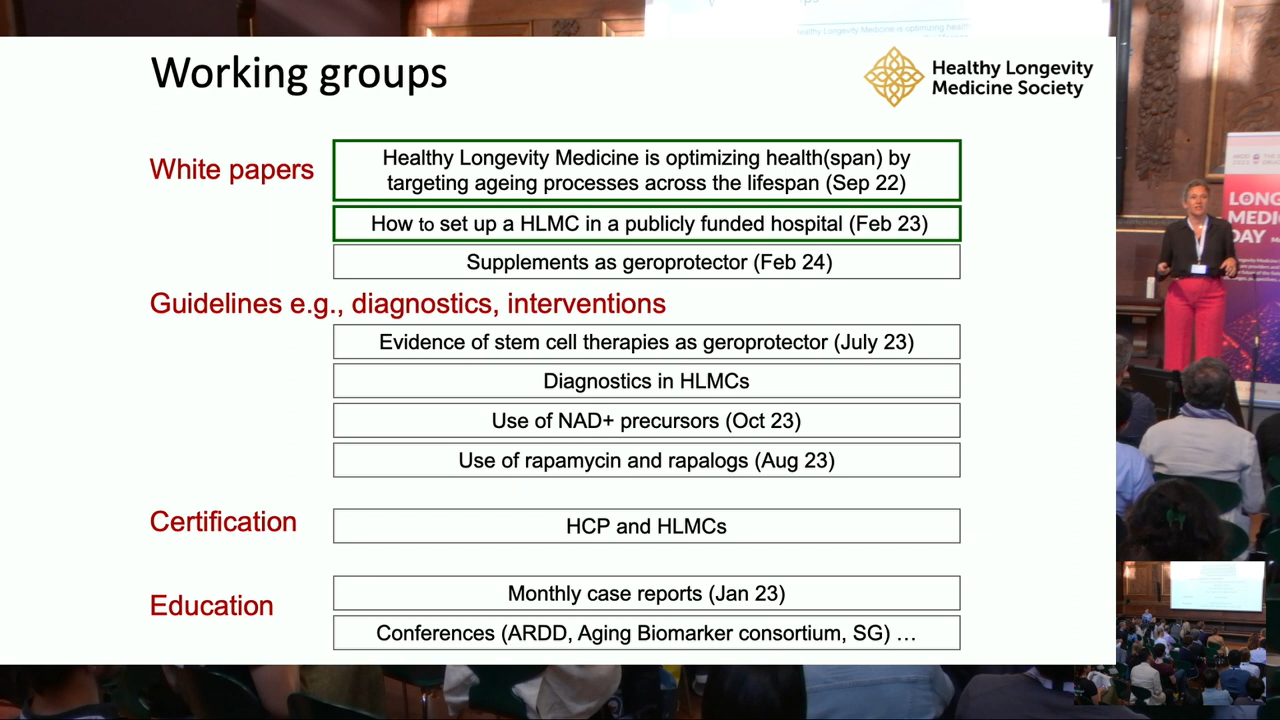 Working groups
Healthy Longevity
Medicine Society
White papers
Healthy Longevity Medicine is optimizing health(span) by
targeting ageing processes across the lifespan (Sep 22)
How to set up a HLMC in a publicly funded hospital (Feb 23)
Supplements as geroprotector (Feb 24)
Guidelines e.g., diagnostics, interventions
Evidence of stem cell therapies as geroprotector (July 23)
Diagnostics in HLMCs
Use of NAD+ precursors (Oct 23)
Use of rapamycin and rapalogs (Aug 23)
Certification
HCP and HLMCs
Education
Monthly case reports (Jan 23)
Conferences (ARDD, Aging Biomarker consortium, SG) …
LONG
MEDI
DAY